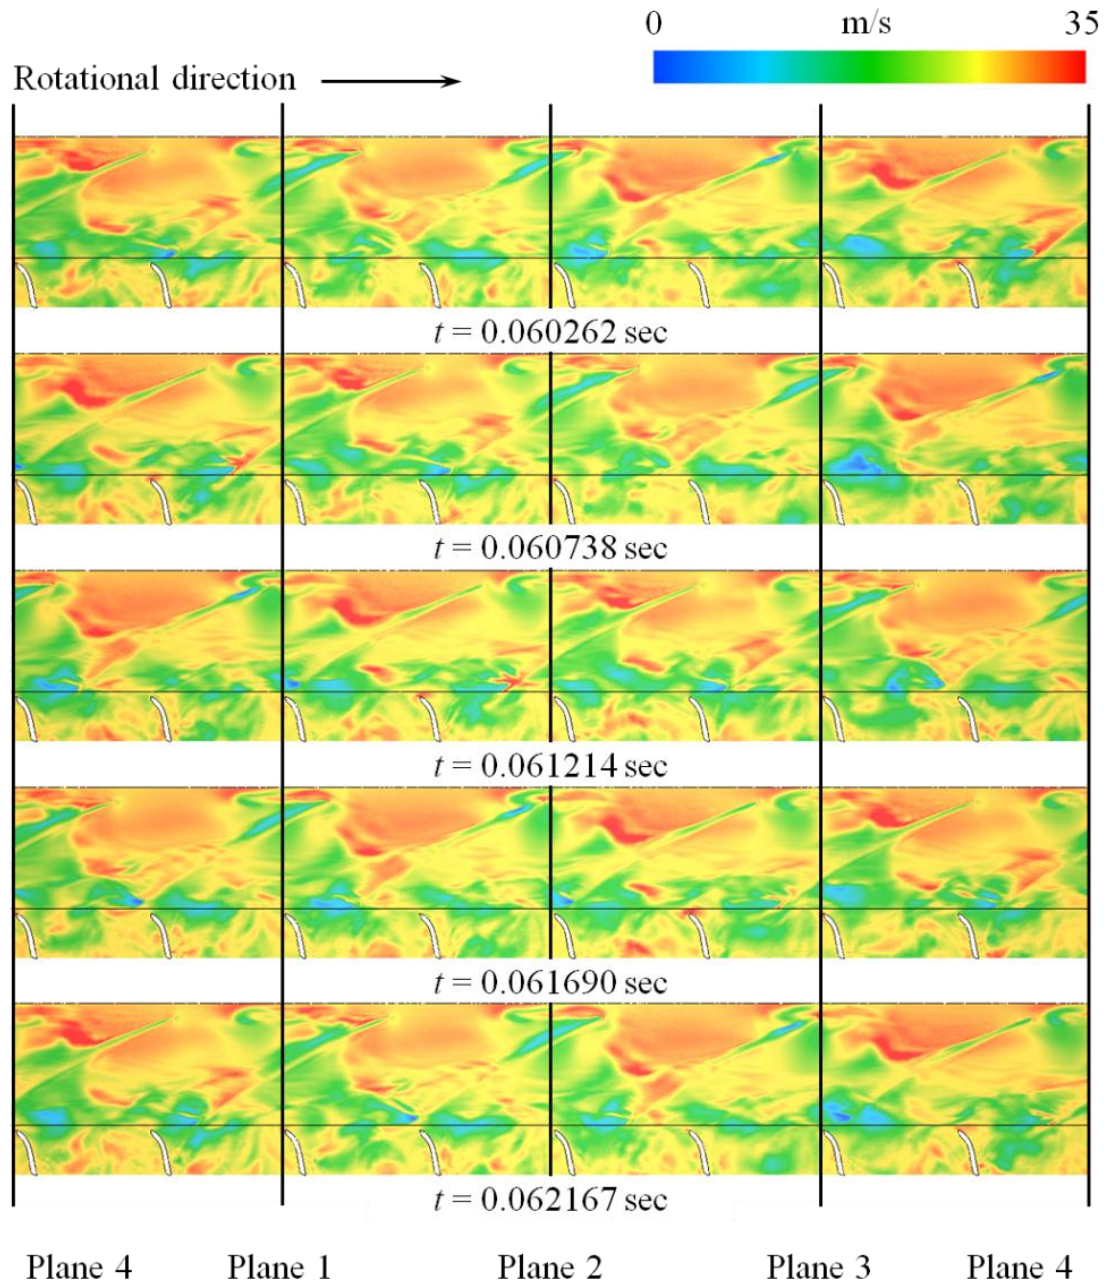 0 m/s 35
Rotational direction
t = 0.060262 sec
t = 0.060738 sec
t = 0.061214 sec
t = 0.061690 sec
t = 0.062167 sec
Plane 4 Plane 1 Plane 2 Plane 3 Plane 4